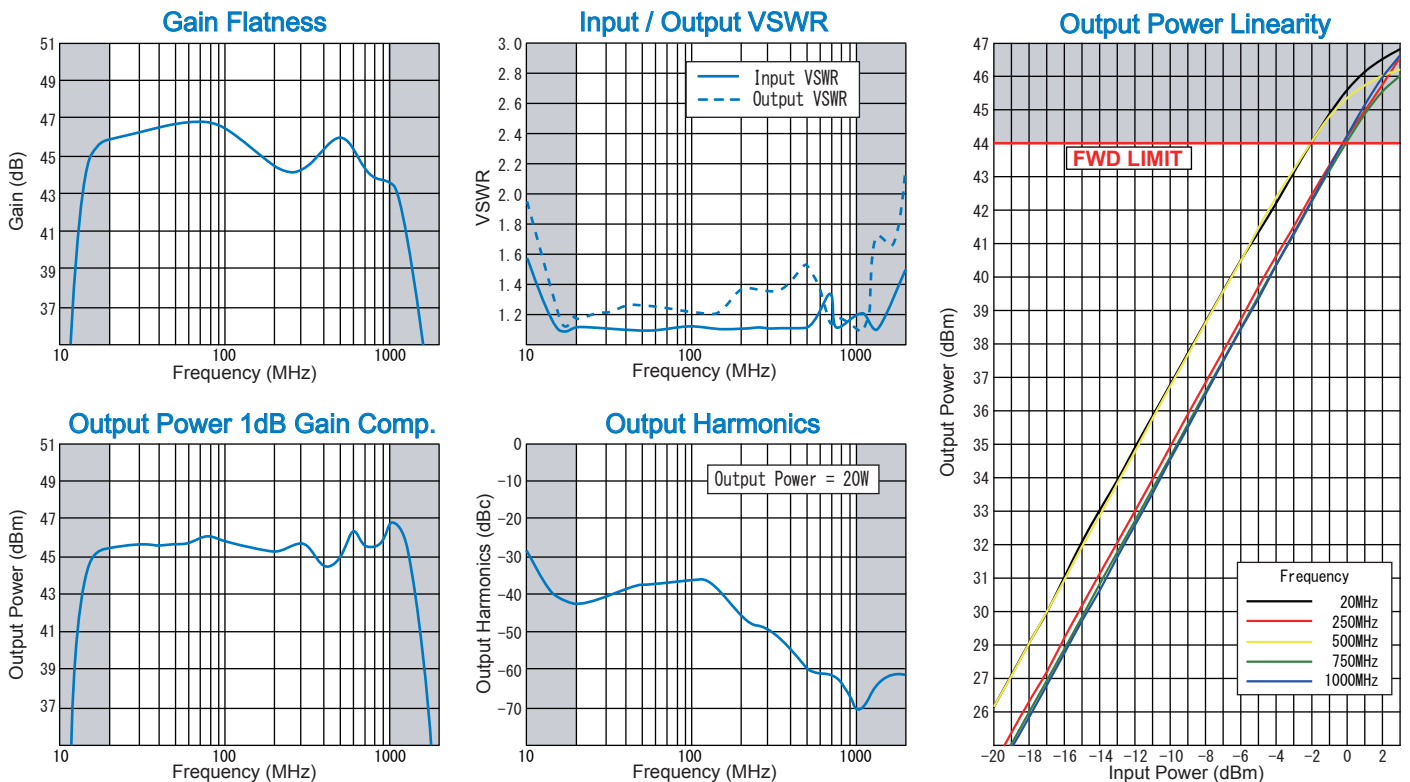 Gain Flatness
51
49
47
45
43
41
39
37
10
100
1000
Gain (dB)
Frequency (MHz)
Input / Output VSWR
3.0
2.8
2.6
2.4
2.2
2.0
1.8
1.6
1.4
1.2
10
100
1000
VSWR
Frequency (MHz)
Input VSWR
Output VSWR
Output Power 1dB Gain Comp.
51
49
47
45
43
41
39
37
10
100
1000
Output Power (dBm)
Frequency (MHz)
Output Harmonics
0
-10
-20
-30
-40
-50
-60
-70
10
100
1000
Output Harmonics (dBc)
Frequency (MHz)
Output Power = 20W
Output Power Linearity
47
46
45
44
43
42
41
40
39
38
37
36
35
34
33
32
31
30
29
27
26
-20 -18 -16 -14 -12 -10 -8 -6 -4 -2 0 2
Output Power (dBm)
Input Power (dBm)
FWD LIMIT
Frequency
20MHz
250MHz
500MHz
750MHz
1000MHz